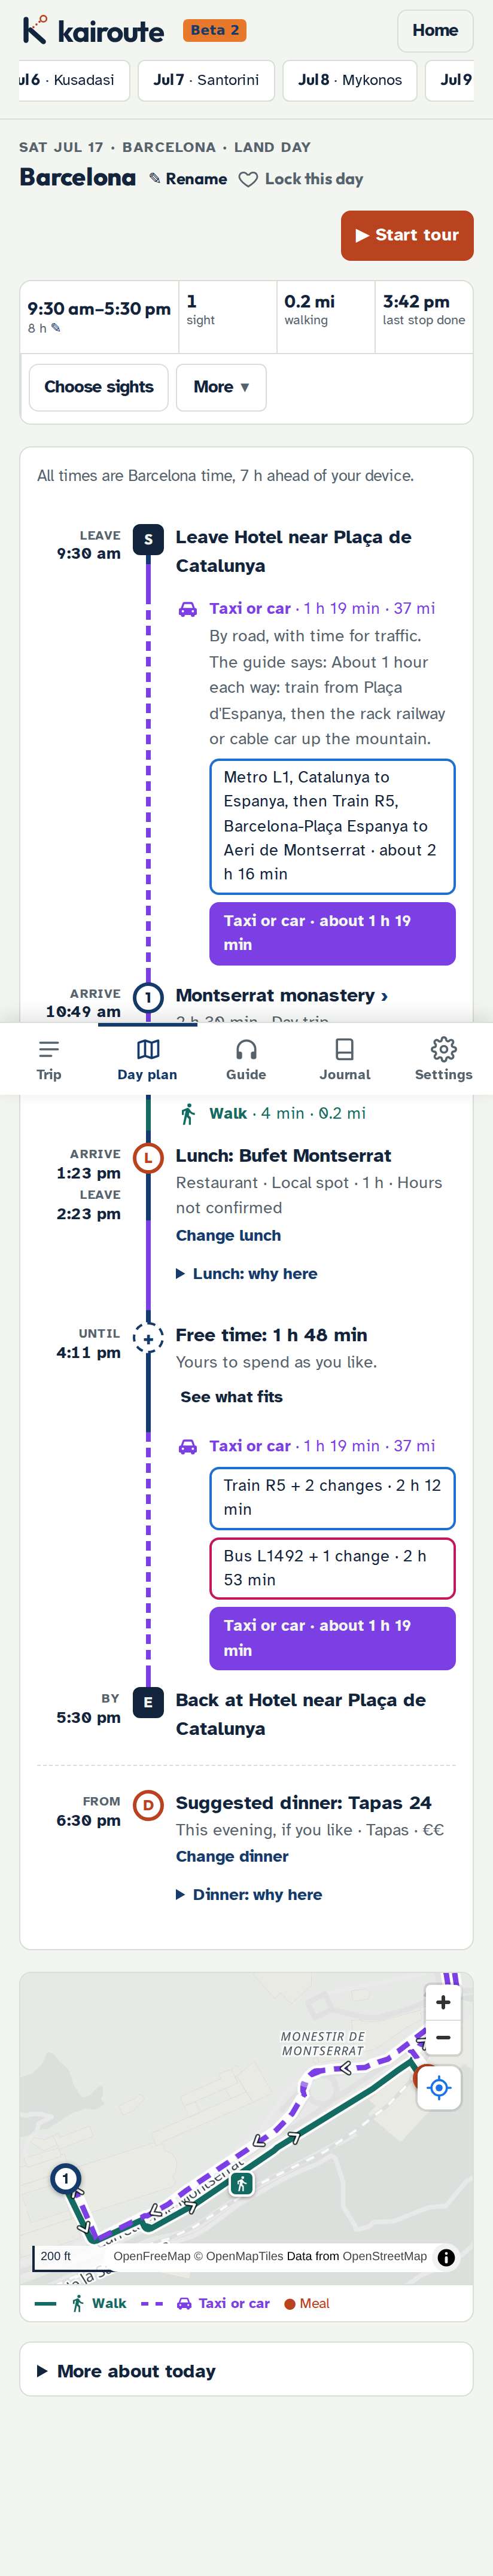 kairoute
Beta 2
Home
Jul 6 · Kusadasi
Jul 7 · Santorini
Jul 8 · Mykonos
Jul 9
SAT JUL 17 · BARCELONA · LAND DAY
Barcelona
✎ Rename
Lock this day
▶ Start tour
9:30 am–5:30 pm
8 h ✎
1
sight
0.2 mi
walking
3:42 pm
last stop done
Choose sights
More ▾
All times are Barcelona time, 7 h ahead of your device.
LEAVE
9:30 am
S
Leave Hotel near Plaça de
Catalunya
Taxi or car · 1 h 19 min · 37 mi
By road, with time for traffic.
The guide says: About 1 hour
each way: train from Plaça
d'Espanya, then the rack railway
or cable car up the mountain.
Metro L1, Catalunya to
Espanya, then Train R5,
Barcelona-Plaça Espanya to
Aeri de Montserrat · about 2
h 16 min
Taxi or car · about 1 h 19
min
ARRIVE
10:49 am
1
Montserrat monastery ›
2 h 30 min · Day trip
Trip
Day plan
Guide
Journal
Settings
Walk · 4 min · 0.2 mi
ARRIVE
1:23 pm
LEAVE
2:23 pm
L
Lunch: Bufet Montserrat
Restaurant · Local spot · 1 h · Hours
not confirmed
Change lunch
▶ Lunch: why here
UNTIL
4:11 pm
+
Free time: 1 h 48 min
Yours to spend as you like.
See what fits
Taxi or car · 1 h 19 min · 37 mi
Train R5 + 2 changes · 2 h 12
min
Bus L1492 + 1 change · 2 h
53 min
Taxi or car · about 1 h 19
min
BY
5:30 pm
E
Back at Hotel near Plaça de
Catalunya
FROM
6:30 pm
D
Suggested dinner: Tapas 24
This evening, if you like · Tapas · €€
Change dinner
▶ Dinner: why here
MONESTIR DE
MONTSERRAT
+
−
1
200 ft
OpenFreeMap © OpenMapTiles Data from OpenStreetMap
Walk
Taxi or car
Meal
▶ More about today